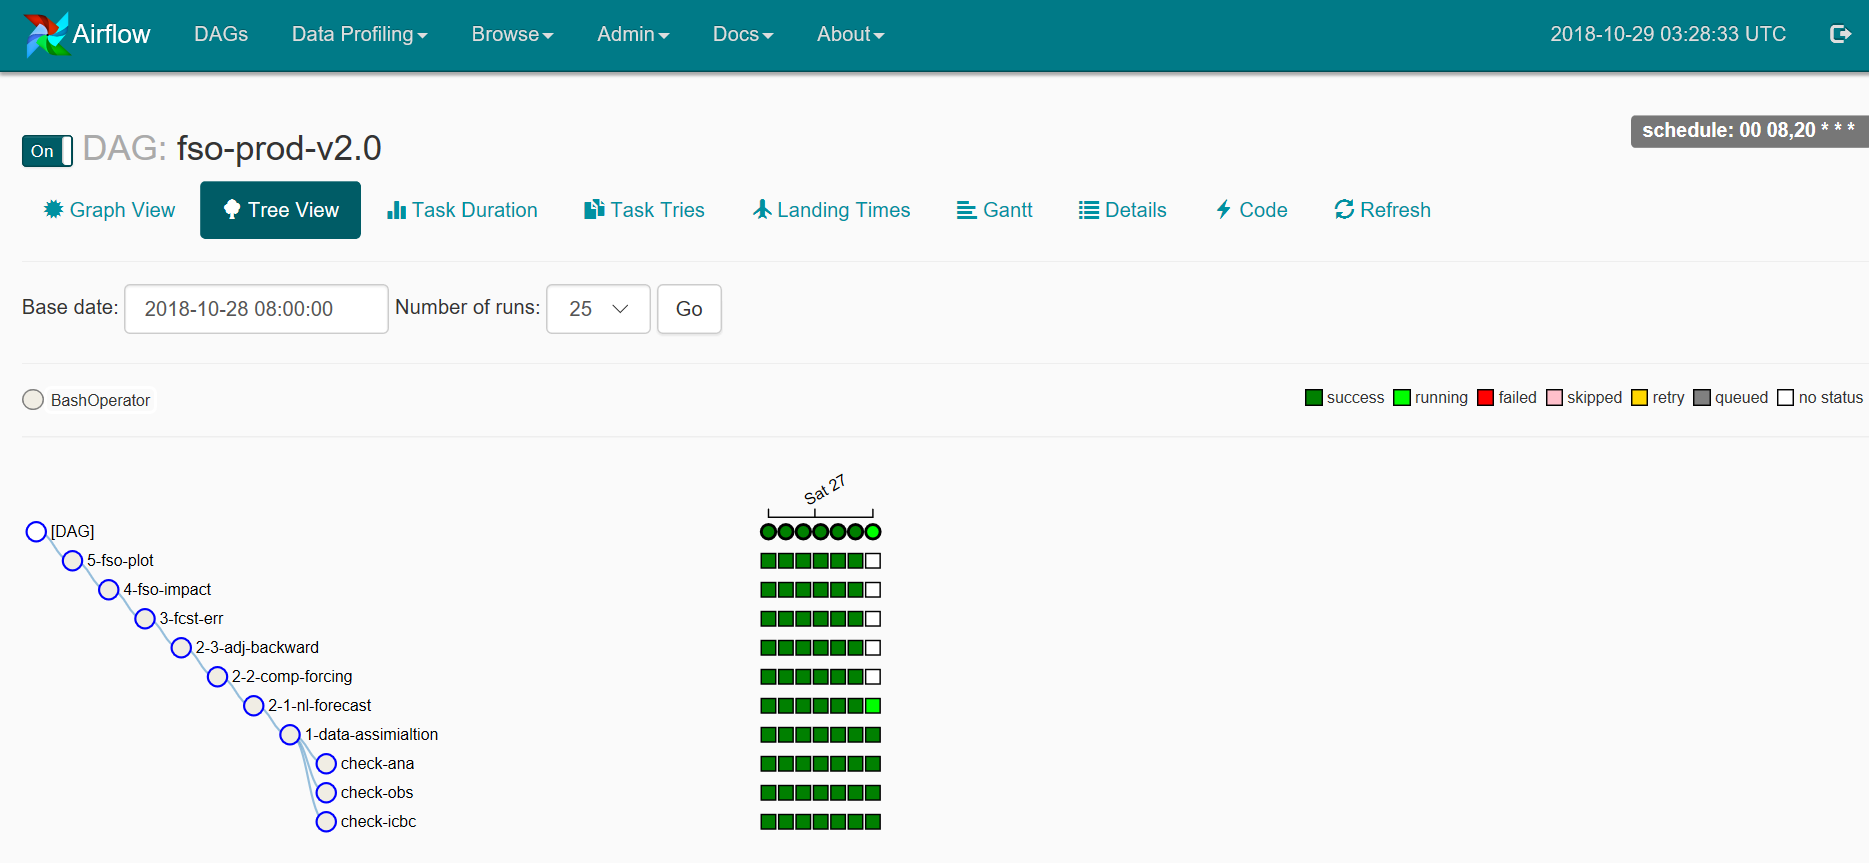 Airflow DAGs Data Profiling Browse Admin Docs About 2018-10-29 03:28:33 UTC
schedule: 00 08,20 * * *
On DAG: fso-prod-v2.0
Graph View Tree View Task Duration Task Tries Landing Times Gantt Details Code Refresh
Base date: 2018-10-28 08:00:00 Number of runs: 25 Go
BashOperator success running failed skipped retry queued no status
Sat 27
[DAG]
5-fso-plot
4-fso-impact
3-fcst-err
2-3-adj-backward
2-2-comp-forcing
2-1-nl-forecast
1-data-assimialtion
check-ana
check-obs
check-icbc